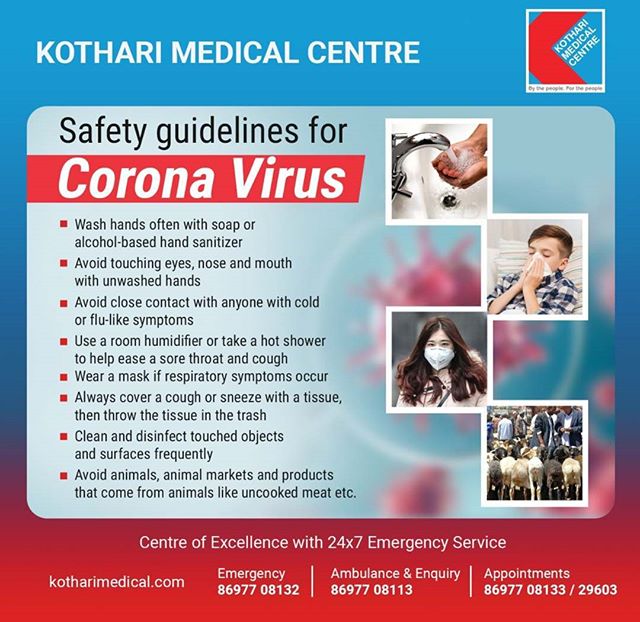 KOTHARI MEDICAL CENTRE
KOTHARI
MEDICAL
CENTRE
By the people. For the people
Safety guidelines for
Corona Virus
Wash hands often with soap or
alcohol-based hand sanitizer
Avoid touching eyes, nose and mouth
with unwashed hands
Avoid close contact with anyone with cold
or flu-like symptoms
Use a room humidifier or take a hot shower
to help ease a sore throat and cough
Wear a mask if respiratory symptoms occur
Always cover a cough or sneeze with a tissue,
then throw the tissue in the trash
Clean and disinfect touched objects
and surfaces frequently
Avoid animals, animal markets and products
that come from animals like uncooked meat etc.
Centre of Excellence with 24x7 Emergency Service
kotharimedical.com
Emergency
86977 08132
Ambulance & Enquiry
86977 08113
Appointments
86977 08133 / 29603